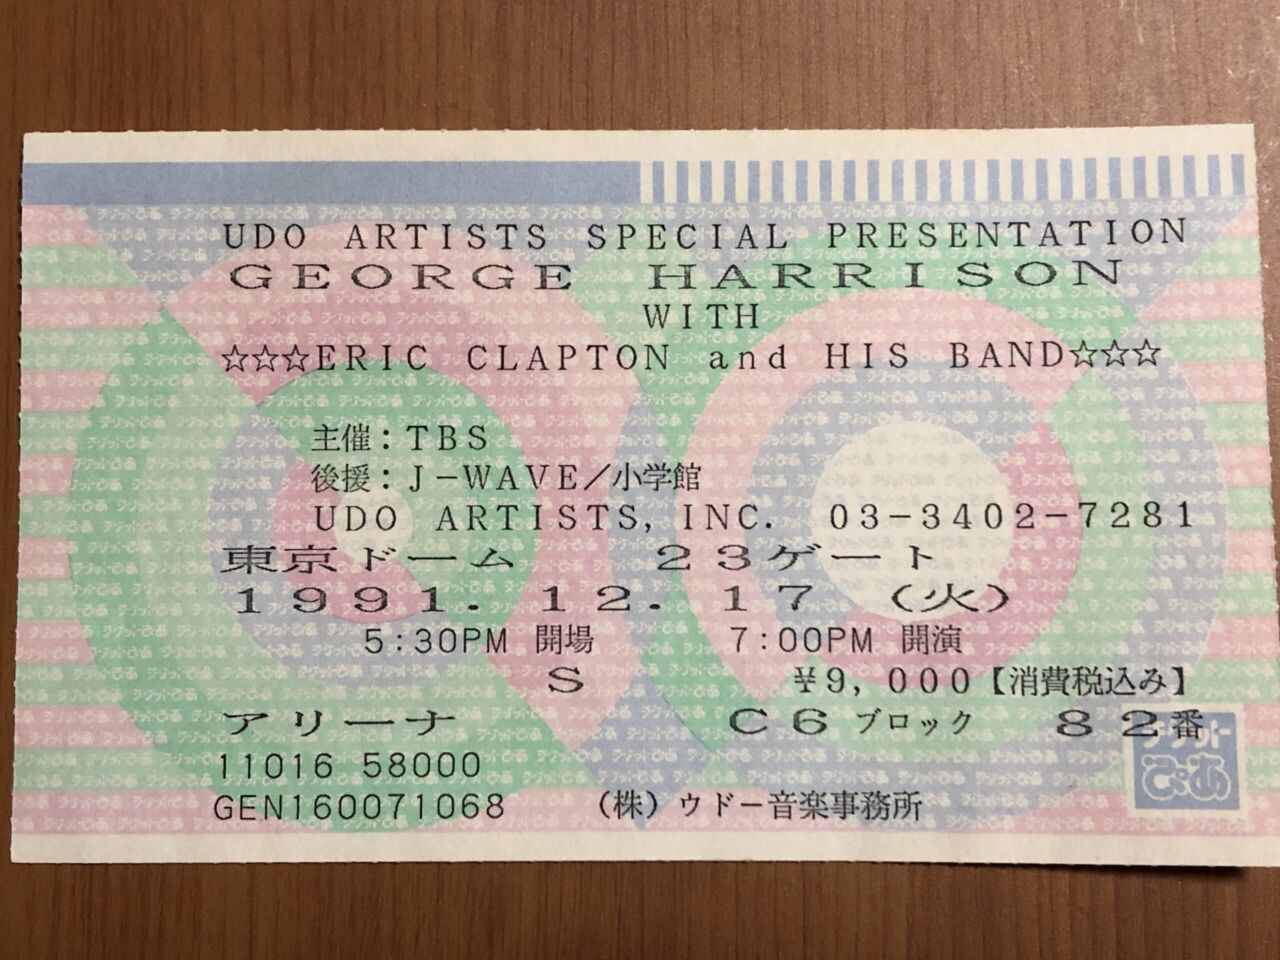 UDO ARTISTS SPECIAL PRESENTATION
GEORGE HARRISON
WITH
☆☆☆ERIC CLAPTON and HIS BAND☆☆☆
主催：TBS
後援：J－WAVE／小学館
UDO ARTISTS, INC. 03－3402－7281
東京ドーム 23ゲート
1991. 12. 17 (火)
5：30PM 開場 7：00PM 開演
S ￥9, 000【消費税込み】
アリーナ C6ブロック 82番
チケットぴあ
11016 58000
GEN160071068 （株）ウドー音楽事務所